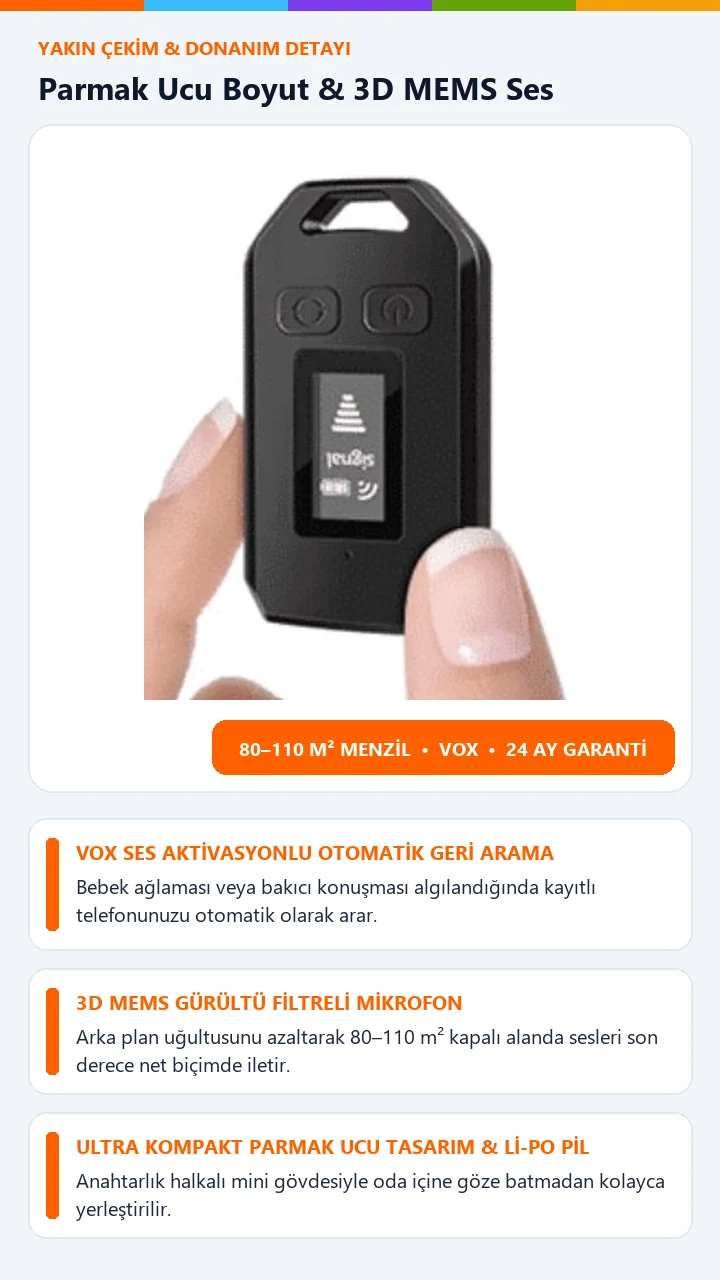 YAKIN ÇEKİM & DONANIM DETAYI
Parmak Ucu Boyut & 3D MEMS Ses
signal
80–110 M² MENZİL • VOX • 24 AY GARANTİ
VOX SES AKTİVASYONLU OTOMATİK GERİ ARAMA
Bebek ağlaması veya bakıcı konuşması algılandığında kayıtlı
telefonunuzu otomatik olarak arar.
3D MEMS GÜRÜLTÜ FİLTRELİ MİKROFON
Arka plan uğultusunu azaltarak 80–110 m² kapalı alanda sesleri son
derece net biçimde iletir.
ULTRA KOMPAKT PARMAK UCU TASARIM & Lİ-PO PİL
Anahtarlık halkalı mini gövdesiyle oda içine göze batmadan kolayca
yerleştirilir.